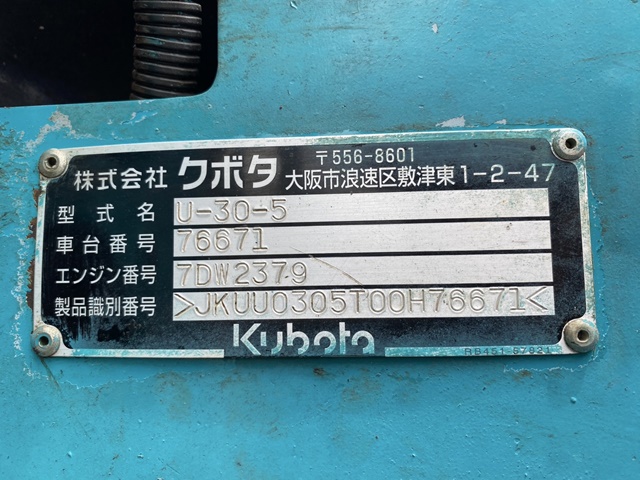 〒556-8601
株式会社 クボタ 大阪市浪速区敷津東1-2-47
型式名 U-30-5
車台番号 76671
エンジン番号 7DW2379
製品識別番号 >JKUU0305T00H76671<
Kubota
RB451-57921